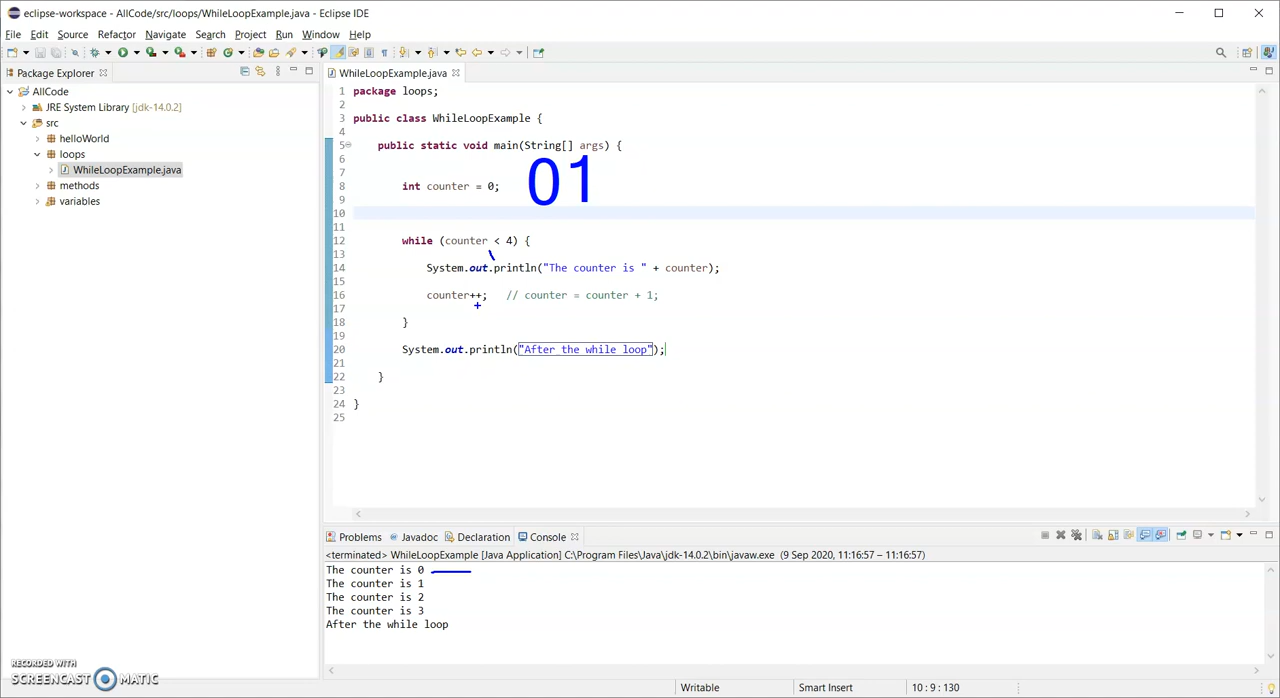 eclipse-workspace - AllCode/src/loops/WhileLoopExample.java - Eclipse IDE
File Edit Source Refactor Navigate Search Project Run Window Help
Package Explorer
WhileLoopExample.java
AllCode
JRE System Library [jdk-14.0.2]
src
helloWorld
loops
WhileLoopExample.java
methods
variables
1 package loops;
2
3 public class WhileLoopExample {
4
5 public static void main(String[] args) {
6
7
01
8 int counter = 0;
9
10
11
12 while (counter < 4) {
13
14 System.out.println("The counter is " + counter);
15
16 counter++; // counter = counter + 1;
+
17
18 }
19
20 System.out.println("After the while loop");
21
22 }
23
24 }
25
Problems Javadoc Declaration Console
<terminated> WhileLoopExample [Java Application] C:\Program Files\Java\jdk-14.0.2\bin\javaw.exe (9 Sep 2020, 11:16:57 – 11:16:57)
The counter is 0
The counter is 1
The counter is 2
The counter is 3
After the while loop
RECORDED WITH
SCREENCAST MATIC
Writable Smart Insert 10 : 9 : 130